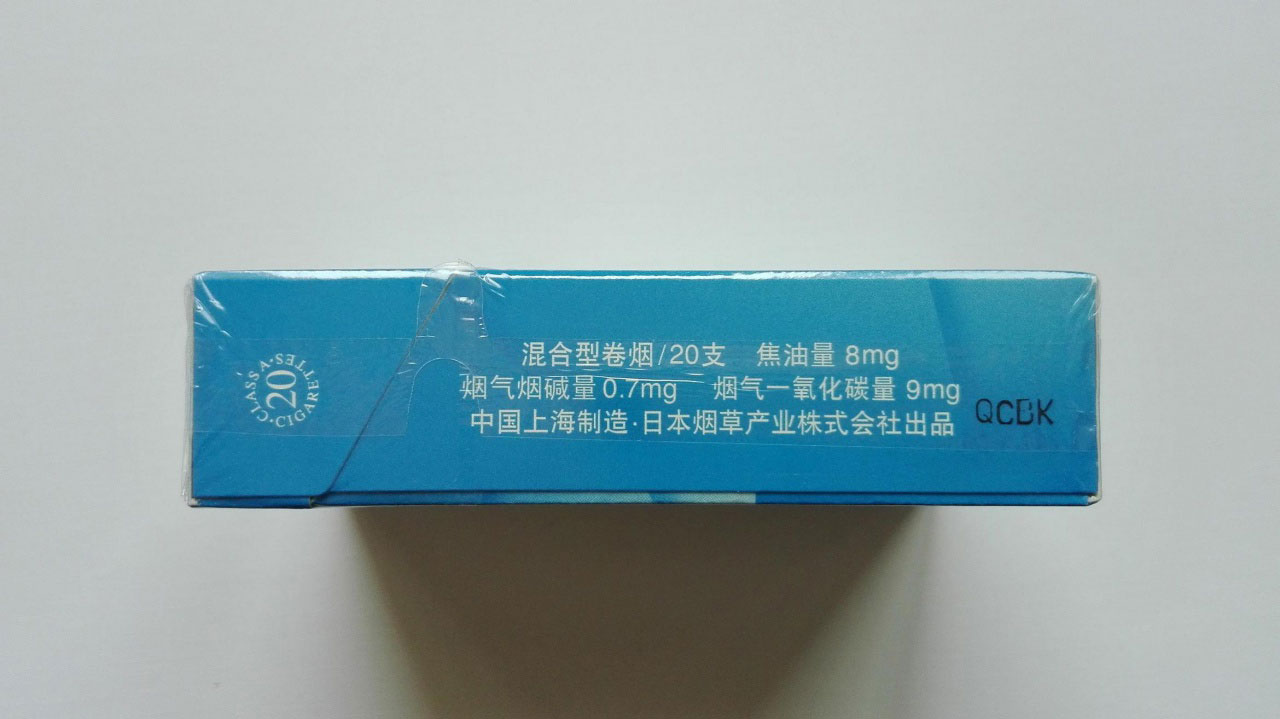 混合型卷烟/20支 焦油量 8mg
烟气烟碱量0.7mg 烟气一氧化碳量 9mg
中国上海制造·日本烟草产业株式会社出品
QCBK
20
CLASS A·CIGARETTES·